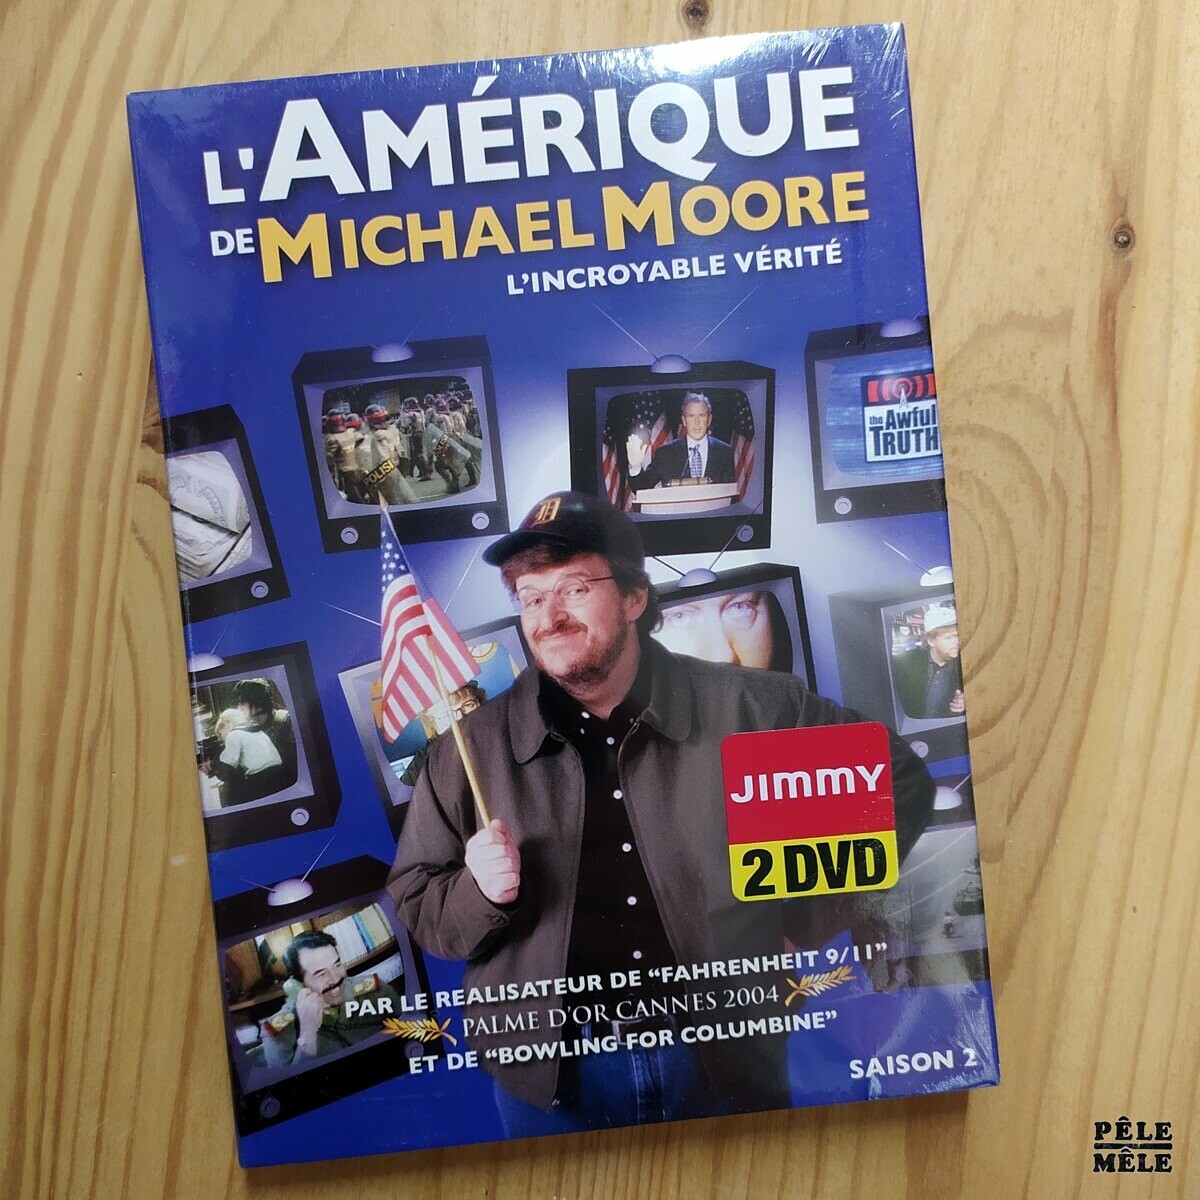 L'AMÉRIQUE
DE MICHAEL MOORE
L'INCROYABLE VÉRITÉ
POLISI
the Awful
TRUTH
JIMMY
2 DVD
PAR LE REALISATEUR DE “FAHRENHEIT 9/11”
PALME D'OR CANNES 2004
ET DE “BOWLING FOR COLUMBINE”
SAISON 2
PÊLE
MÊLE